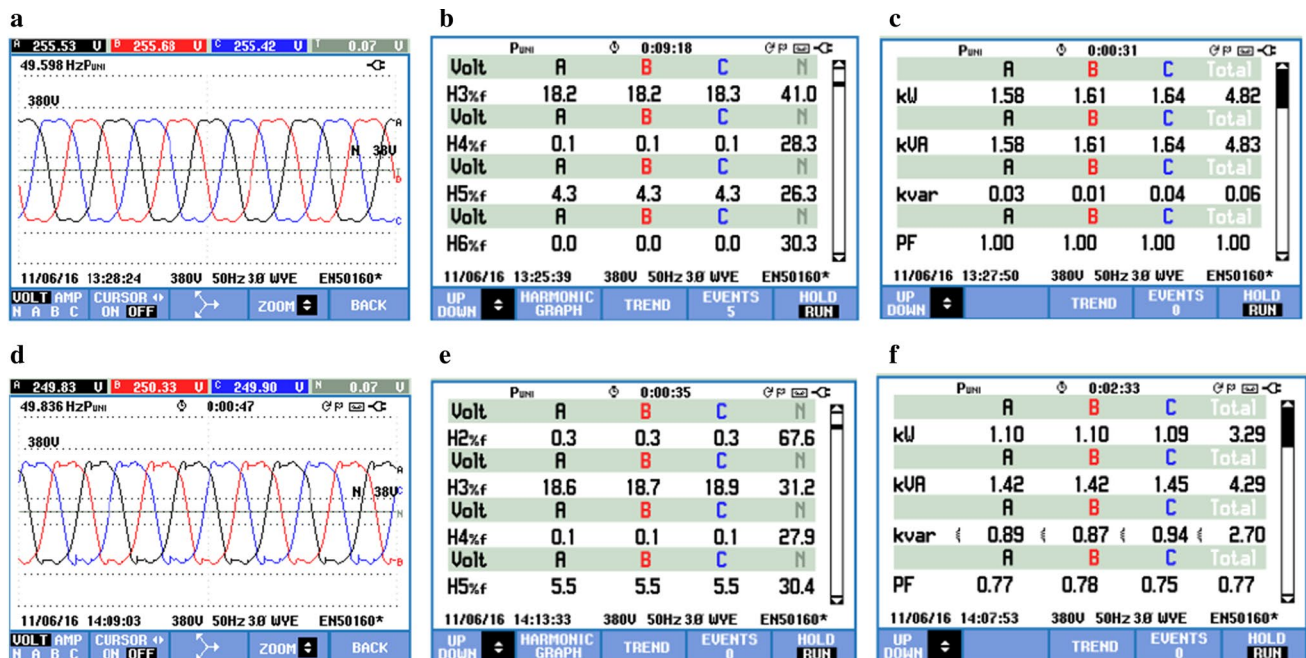 a
A 255.53 V B 255.68 V C 255.42 V T 0.07 V
49.598 HzPUNI
380V
A
N 38V
T
B
C
11/06/16 13:28:24 380V 50Hz 3Ø WYE EN50160*
VOLT AMP CURSOR ZOOM BACK
N A B C ON OFF
b
PUNI 0:09:18
Volt A B C N
H3%f 18.2 18.2 18.3 41.0
Volt A B C N
H4%f 0.1 0.1 0.1 28.3
Volt A B C N
H5%f 4.3 4.3 4.3 26.3
Volt A B C N
H6%f 0.0 0.0 0.0 30.3
11/06/16 13:25:39 380V 50Hz 3Ø WYE EN50160*
UP HARMONIC TREND EVENTS HOLD
DOWN GRAPH 5 RUN
c
PUNI 0:00:31
A B C Total
kW 1.58 1.61 1.64 4.82
A B C Total
kVA 1.58 1.61 1.64 4.83
A B C Total
kvar 0.03 0.01 0.04 0.06
A B C Total
PF 1.00 1.00 1.00 1.00
11/06/16 13:27:50 380V 50Hz 3Ø WYE EN50160*
UP TREND EVENTS HOLD
DOWN 0 RUN
d
A 249.83 V B 250.33 V C 249.90 V N 0.07 V
49.836 HzPUNI 0:00:47
380V
A
N 38V
C
N
B
11/06/16 14:09:03 380V 50Hz 3Ø WYE EN50160*
VOLT AMP CURSOR ZOOM BACK
N A B C ON OFF
e
PUNI 0:00:35
Volt A B C N
H2%f 0.3 0.3 0.3 67.6
Volt A B C N
H3%f 18.6 18.7 18.9 31.2
Volt A B C N
H4%f 0.1 0.1 0.1 27.9
Volt A B C N
H5%f 5.5 5.5 5.5 30.4
11/06/16 14:13:33 380V 50Hz 3Ø WYE EN50160*
UP HARMONIC TREND EVENTS HOLD
DOWN GRAPH 0 RUN
f
PUNI 0:02:33
A B C Total
kW 1.10 1.10 1.09 3.29
A B C Total
kVA 1.42 1.42 1.45 4.29
A B C Total
kvar 0.89 0.87 0.94 2.70
A B C Total
PF 0.77 0.78 0.75 0.77
11/06/16 14:07:53 380V 50Hz 3Ø WYE EN50160*
UP TREND EVENTS HOLD
DOWN 0 RUN